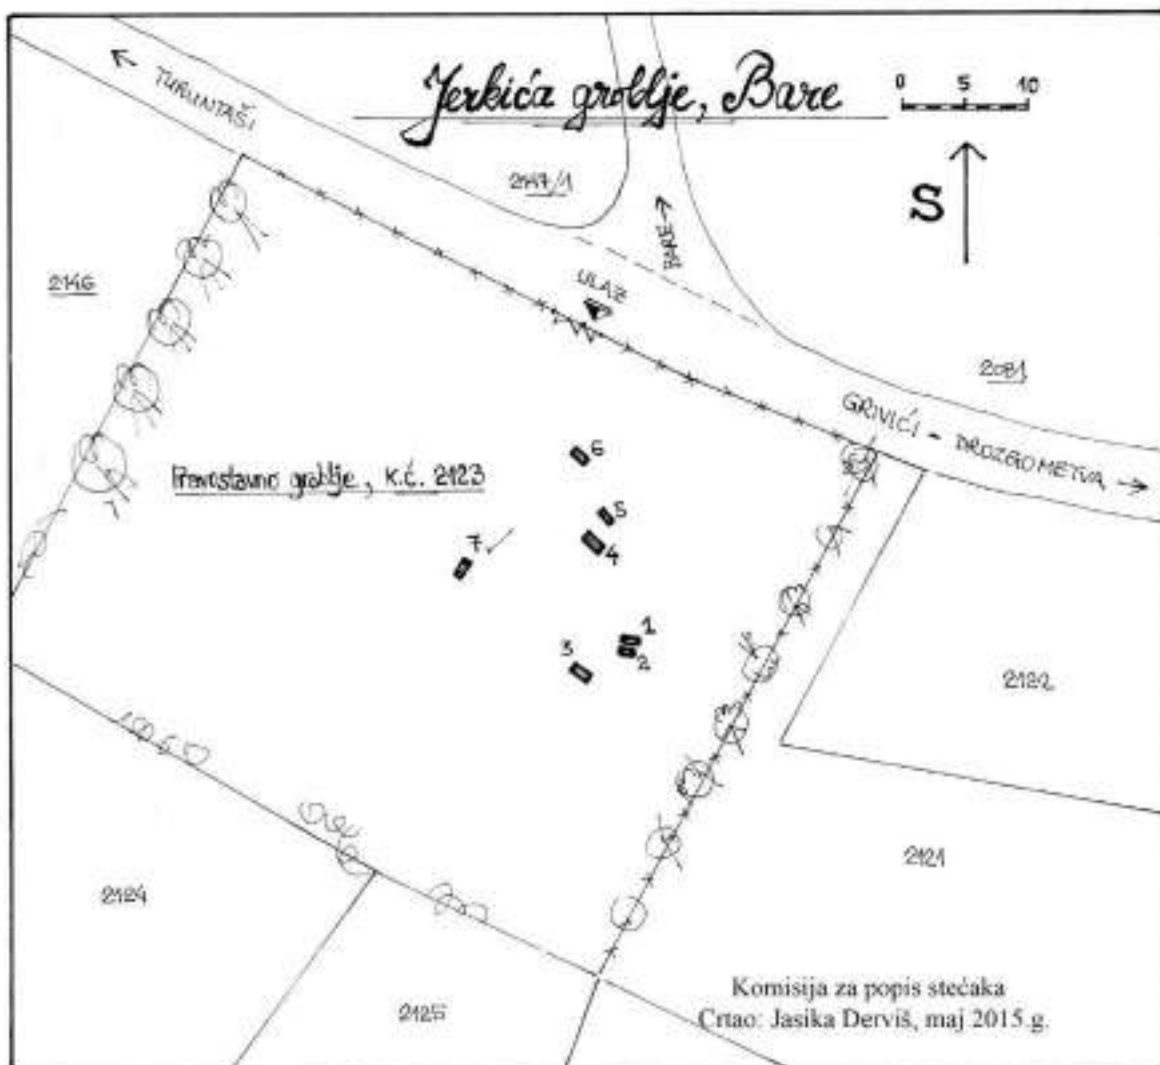 Jerkića groblje, Bare
0 5 10
← TURUNTAŠI
2147/1
S
BARE →
2146
ULAZ
2081
GRIVIĆI - DROZGOMETVA →
6
Pravoslavno groblje, K.Č. 2123
5
7
4
1
3
2
2122
2121
2124
2125
Komisija za popis stećaka
Crtao: Jasika Derviš, maj 2015.g.